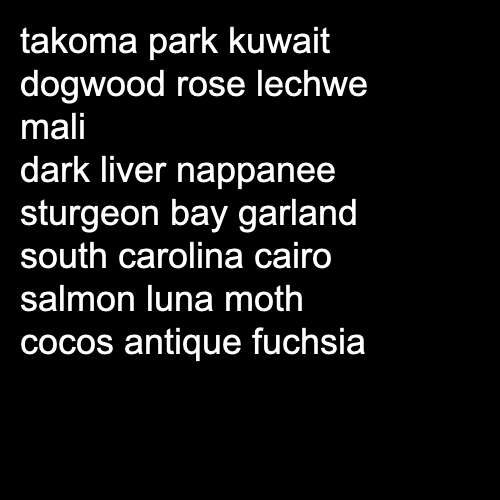 takoma park kuwait
dogwood rose lechwe
mali
dark liver nappanee
sturgeon bay garland
south carolina cairo
salmon luna moth
cocos antique fuchsia